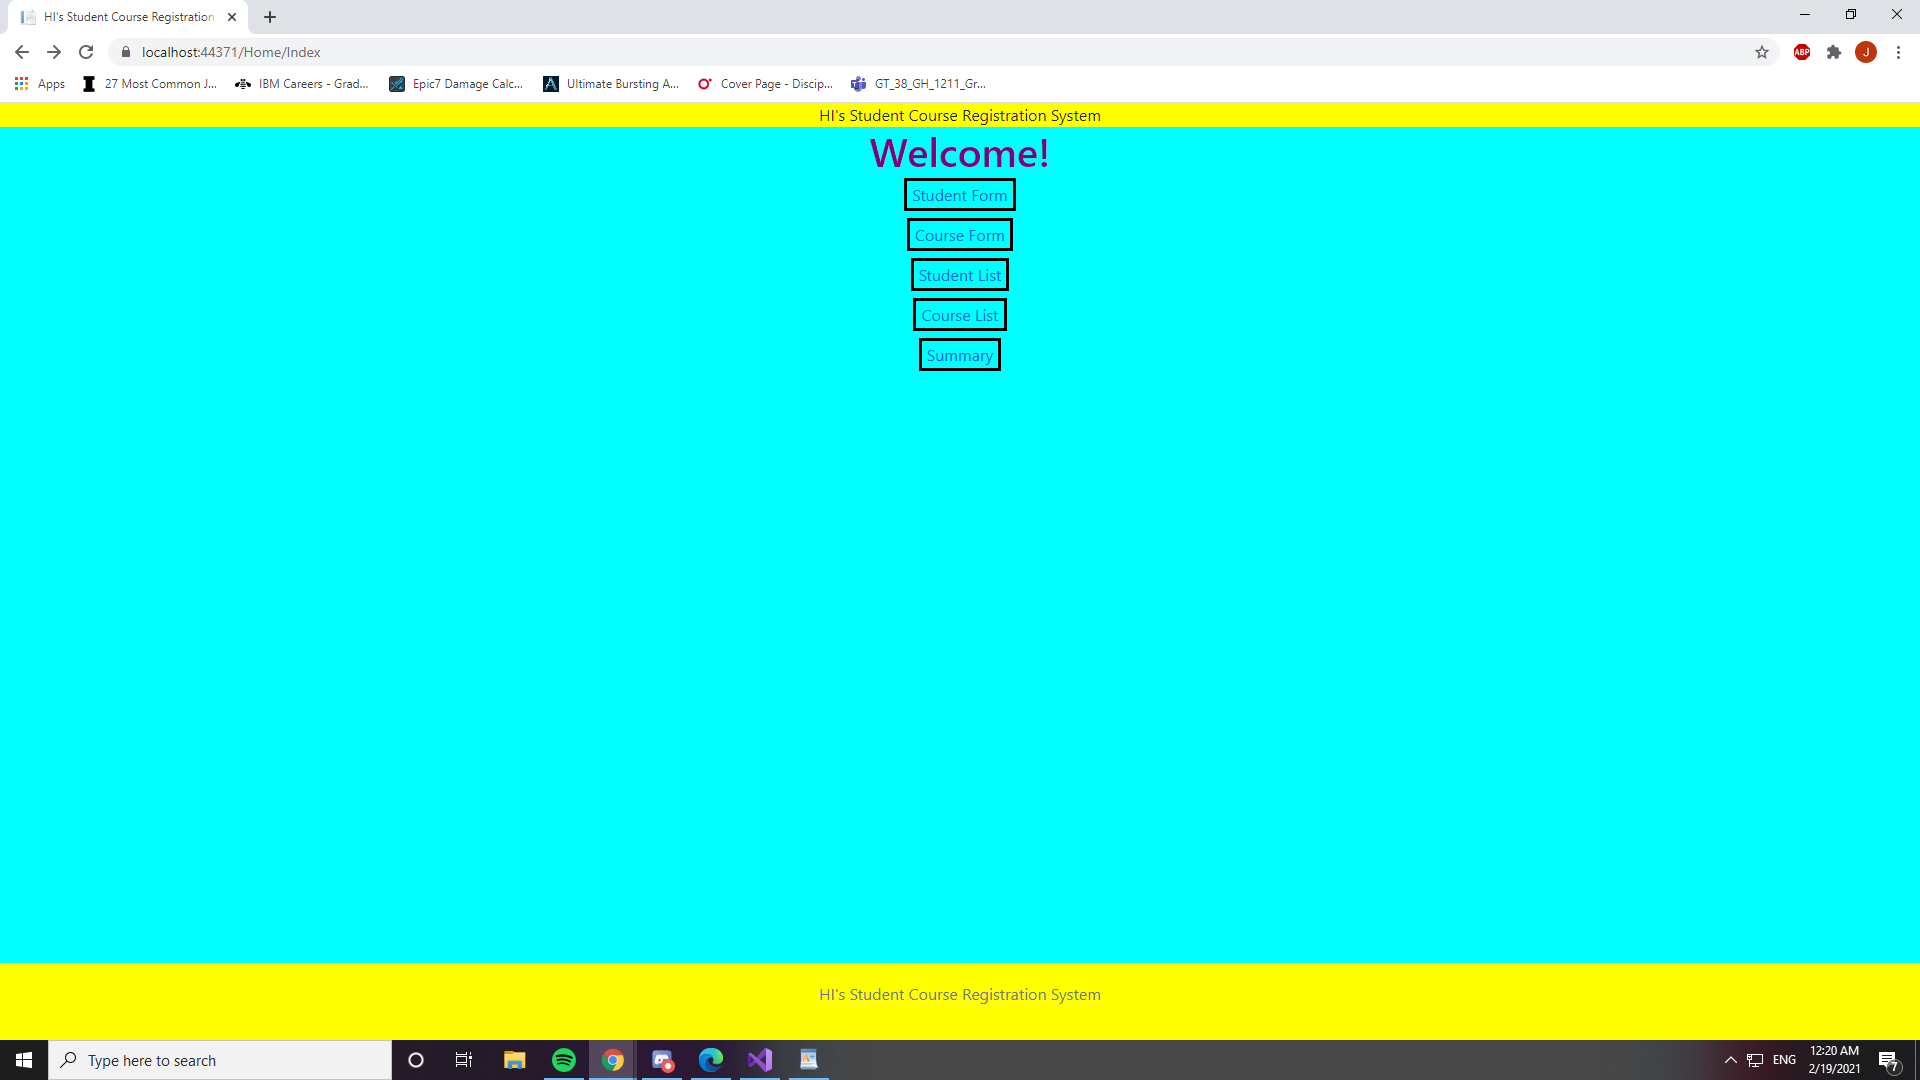 HI's Student Course Registration
localhost:44371/Home/Index
ABP
J
Apps
27 Most Common J...
IBM Careers - Grad...
Epic7 Damage Calc...
Ultimate Bursting A...
Cover Page - Discip...
GT_38_GH_1211_Gr...
HI's Student Course Registration System
Welcome!
Student Form
Course Form
Student List
Course List
Summary
HI's Student Course Registration System
Type here to search
ENG
12:20 AM
2/19/2021
7